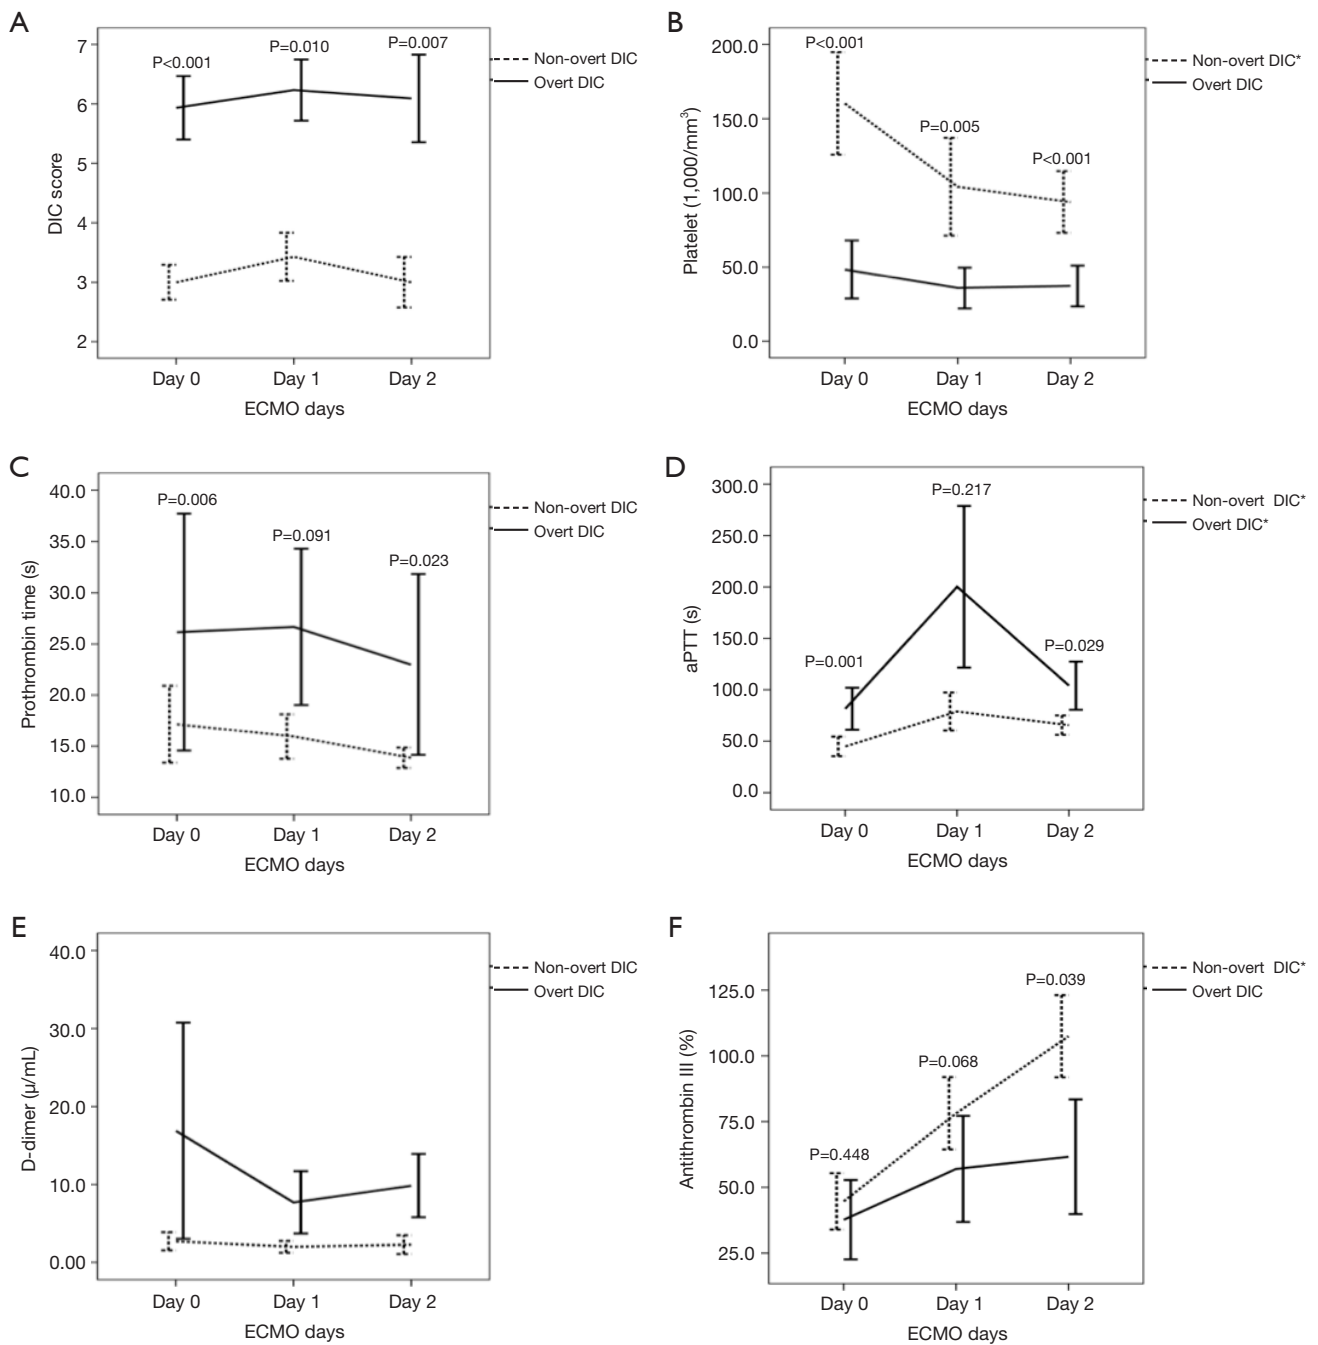 A
7
6
5
4
3
2
DIC score
P<0.001
P=0.010
P=0.007
Non-overt DIC
Overt DIC
Day 0 Day 1 Day 2
ECMO days
B
200.0
150.0
100.0
50.0
0.0
Platelet (1,000/mm³)
P<0.001
P=0.005
P<0.001
Non-overt DIC*
Overt DIC
Day 0 Day 1 Day 2
ECMO days
C
40.0
35.0
30.0
25.0
20.0
15.0
10.0
Prothrombin time (s)
P=0.006
P=0.091
P=0.023
Non-overt DIC
Overt DIC
Day 0 Day 1 Day 2
ECMO days
D
300.0
250.0
200.0
150.0
100.0
50.0
0.0
aPTT (s)
P=0.001
P=0.217
P=0.029
Non-overt DIC*
Overt DIC*
Day 0 Day 1 Day 2
ECMO days
E
40.0
30.0
20.0
10.0
0.00
D-dimer (µ/mL)
Non-overt DIC
Overt DIC
Day 0 Day 1 Day 2
ECMO days
F
125.0
100.0
75.0
50.0
25.0
Antithrombin III (%)
P=0.448
P=0.068
P=0.039
Non-overt DIC*
Overt DIC
Day 0 Day 1 Day 2
ECMO days